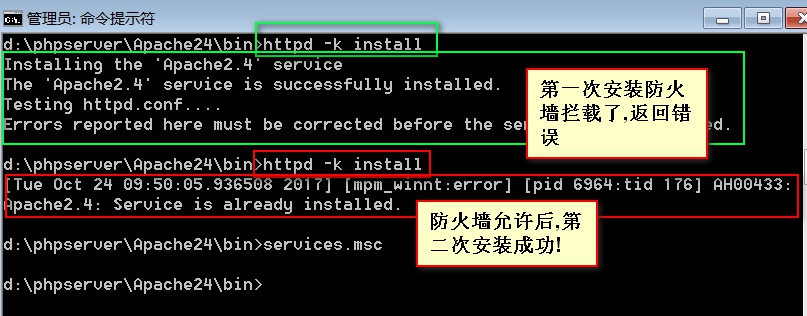 管理员: 命令提示符
d:\phpserver\Apache24\bin>httpd -k install
Installing the 'Apache2.4' service
The 'Apache2.4' service is successfully installed.
Testing httpd.conf....
Errors reported here must be corrected before the ser ed.
第一次安装防火
墙拦载了,返回错
误
d:\phpserver\Apache24\bin>httpd -k install
[Tue Oct 24 09:50:05.936508 2017] [mpm_winnt:error] [pid 6964:tid 176] AH00433:
Apache2.4: Service is already installed.
防火墙允许后,第
二次安装成功!
d:\phpserver\Apache24\bin>services.msc
d:\phpserver\Apache24\bin>